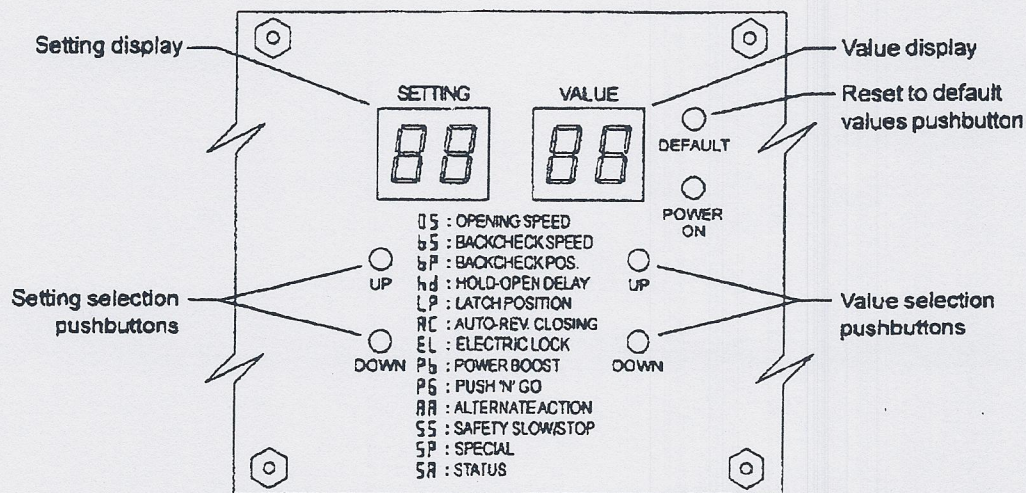 Setting display
Value display
Reset to default
values pushbutton
SETTING
VALUE
88
88
DEFAULT
POWER
ON
OS : OPENING SPEED
bS : BACKCHECK SPEED
bP : BACKCHECK POS.
hd : HOLD-OPEN DELAY
LP : LATCH POSITION
AC : AUTO-REV. CLOSING
EL : ELECTRIC LOCK
Pb : POWER BOOST
PG : PUSH 'N' GO
AA : ALTERNATE ACTION
SS : SAFETY SLOW/STOP
SP : SPECIAL
SA : STATUS
UP
DOWN
UP
DOWN
Setting selection
pushbuttons
Value selection
pushbuttons